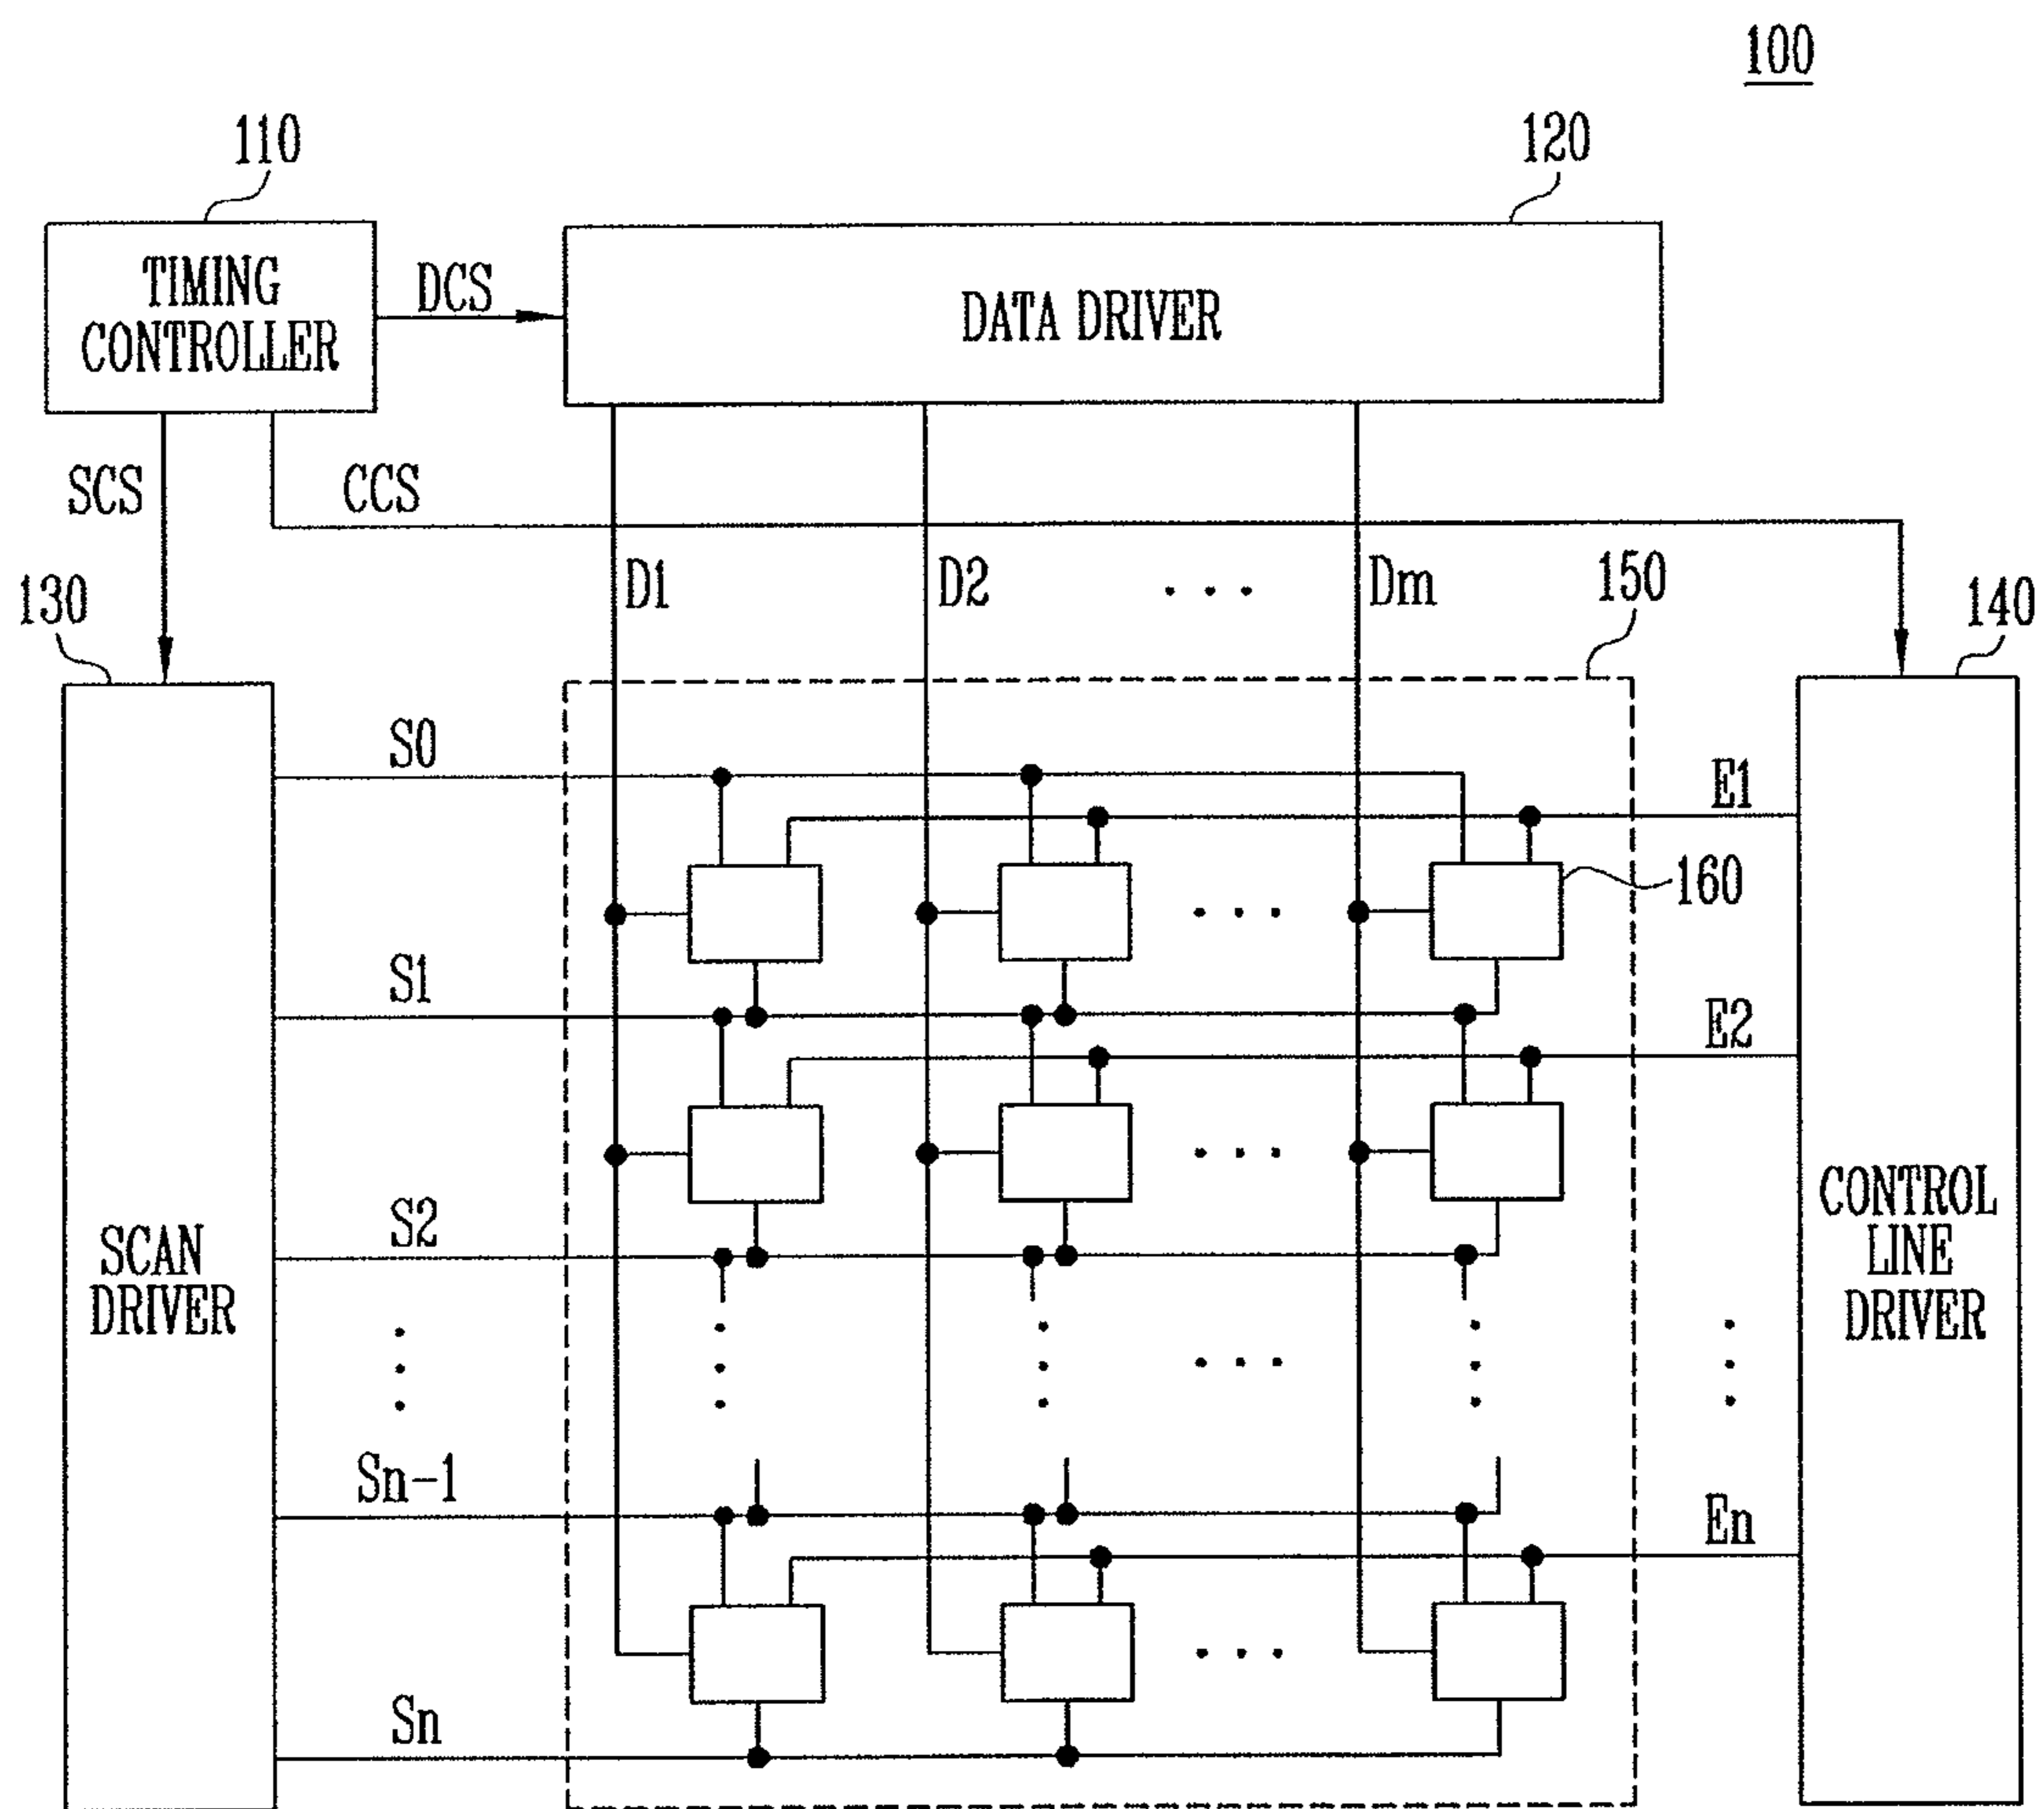 100
110
120
TIMING
CONTROLLER
DCS
DATA DRIVER
SCS
CCS
D1
D2
. . .
Dm
150
130
140
S0
E1
160
S1
E2
S2
SCAN
DRIVER
CONTROL
LINE
DRIVER
Sn-1
En
Sn